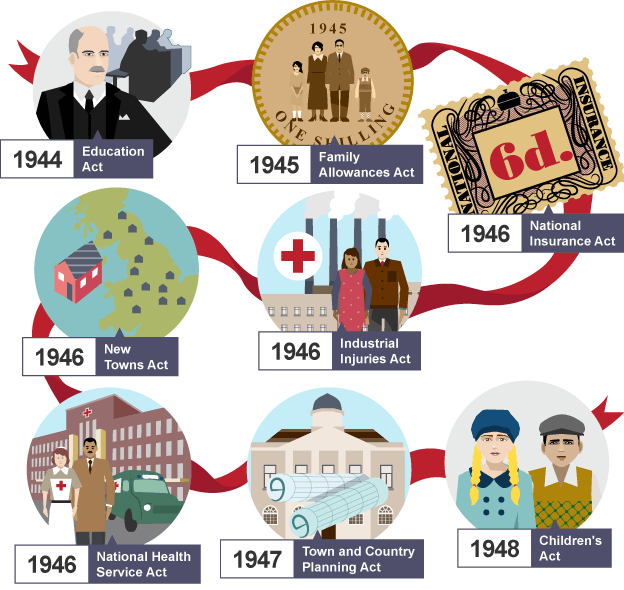 1944
Education
Act
1945
ONE SHILLING
1945
Family
Allowances Act
NATIONAL
INSURANCE
6d.
1946
National
Insurance Act
1946
New
Towns Act
1946
Industrial
Injuries Act
1946
National Health
Service Act
1947
Town and Country
Planning Act
1948
Children's
Act